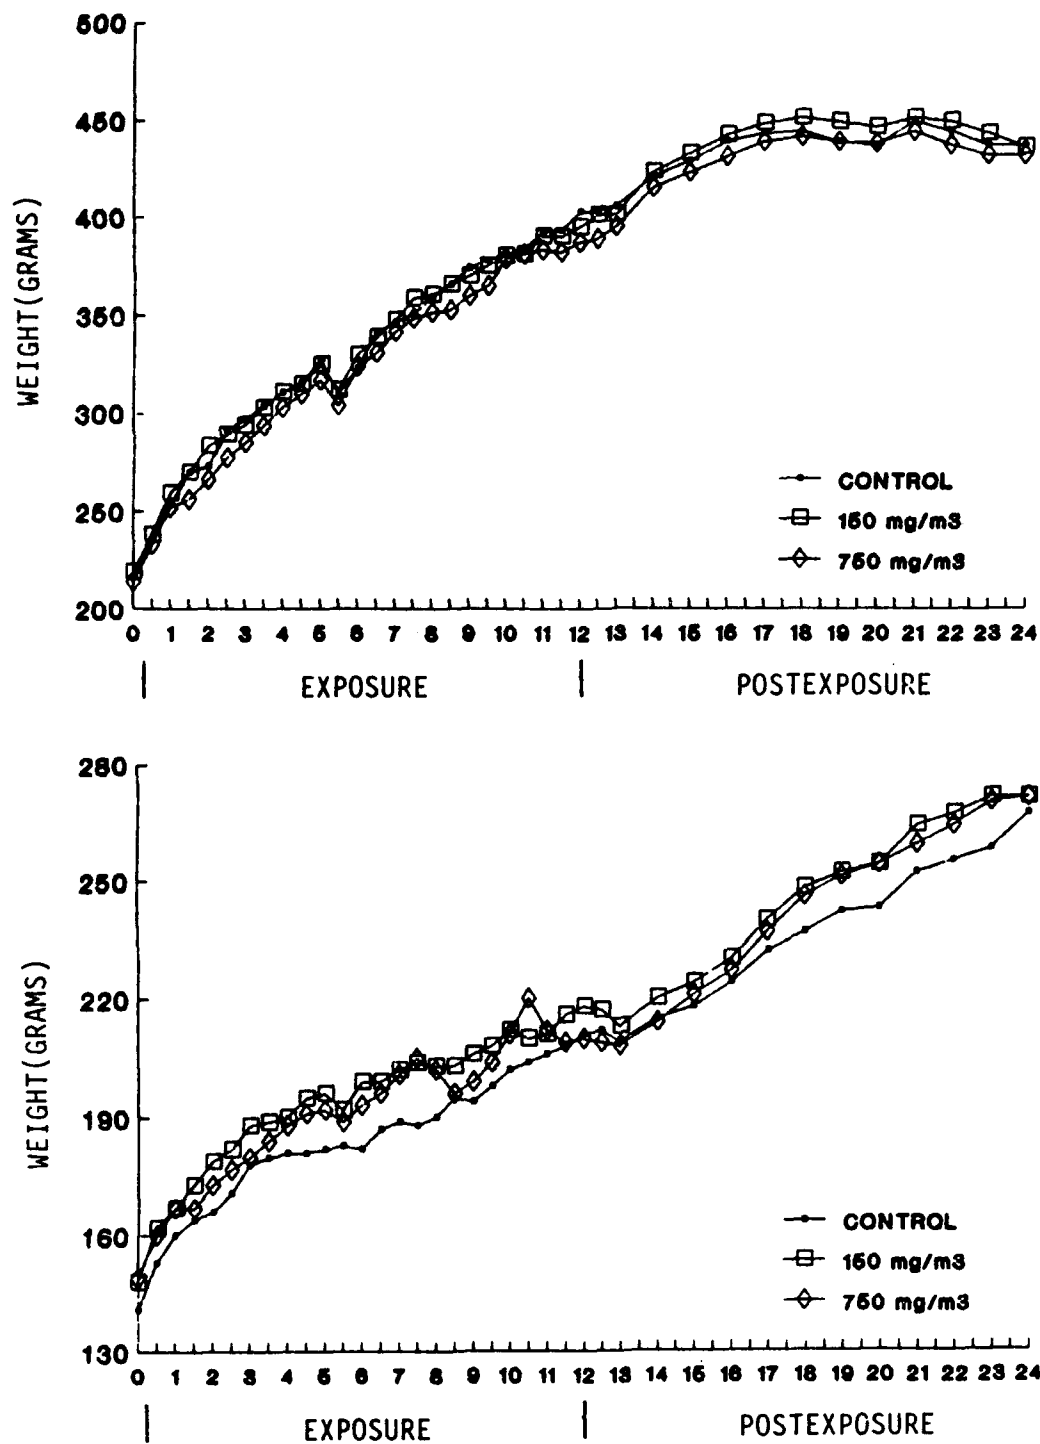 500
450
400
350
300
250
200
WEIGHT(GRAMS)
CONTROL
150 mg/m3
750 mg/m3
0 1 2 3 4 5 6 7 8 9 10 11 12 13 14 15 16 17 18 19 20 21 22 23 24
EXPOSURE POSTEXPOSURE
280
250
220
190
160
130
WEIGHT(GRAMS)
CONTROL
150 mg/m3
750 mg/m3
0 1 2 3 4 5 6 7 8 9 10 11 12 13 14 15 16 17 18 19 20 21 22 23 24
EXPOSURE POSTEXPOSURE